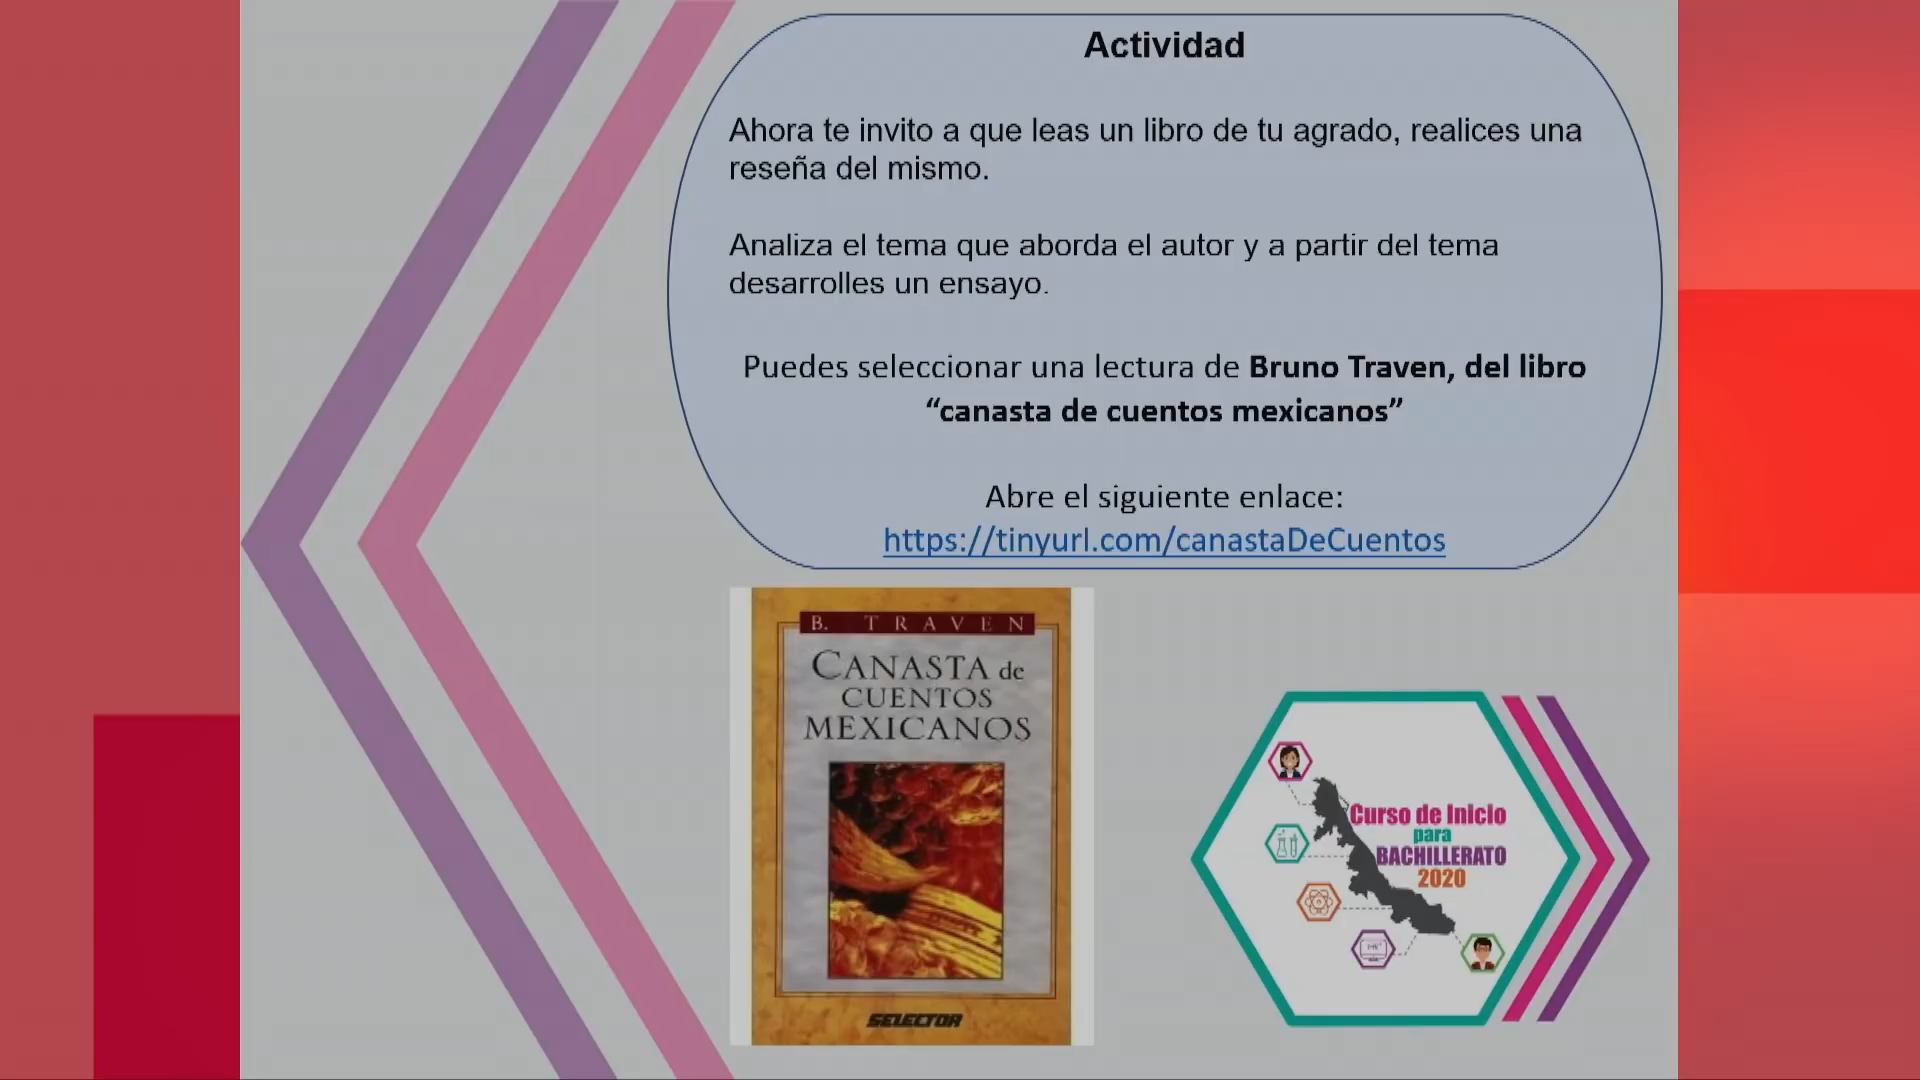 Actividad
Ahora te invito a que leas un libro de tu agrado, realices una
reseña del mismo.
Analiza el tema que aborda el autor y a partir del tema
desarrolles un ensayo.
Puedes seleccionar una lectura de Bruno Traven, del libro
“canasta de cuentos mexicanos”
Abre el siguiente enlace:
https://tinyurl.com/canastaDeCuentos
B. TRAVEN
CANASTA de
CUENTOS
MEXICANOS
SELECTOR
Curso de Inicio
para
BACHILLERATO
2020